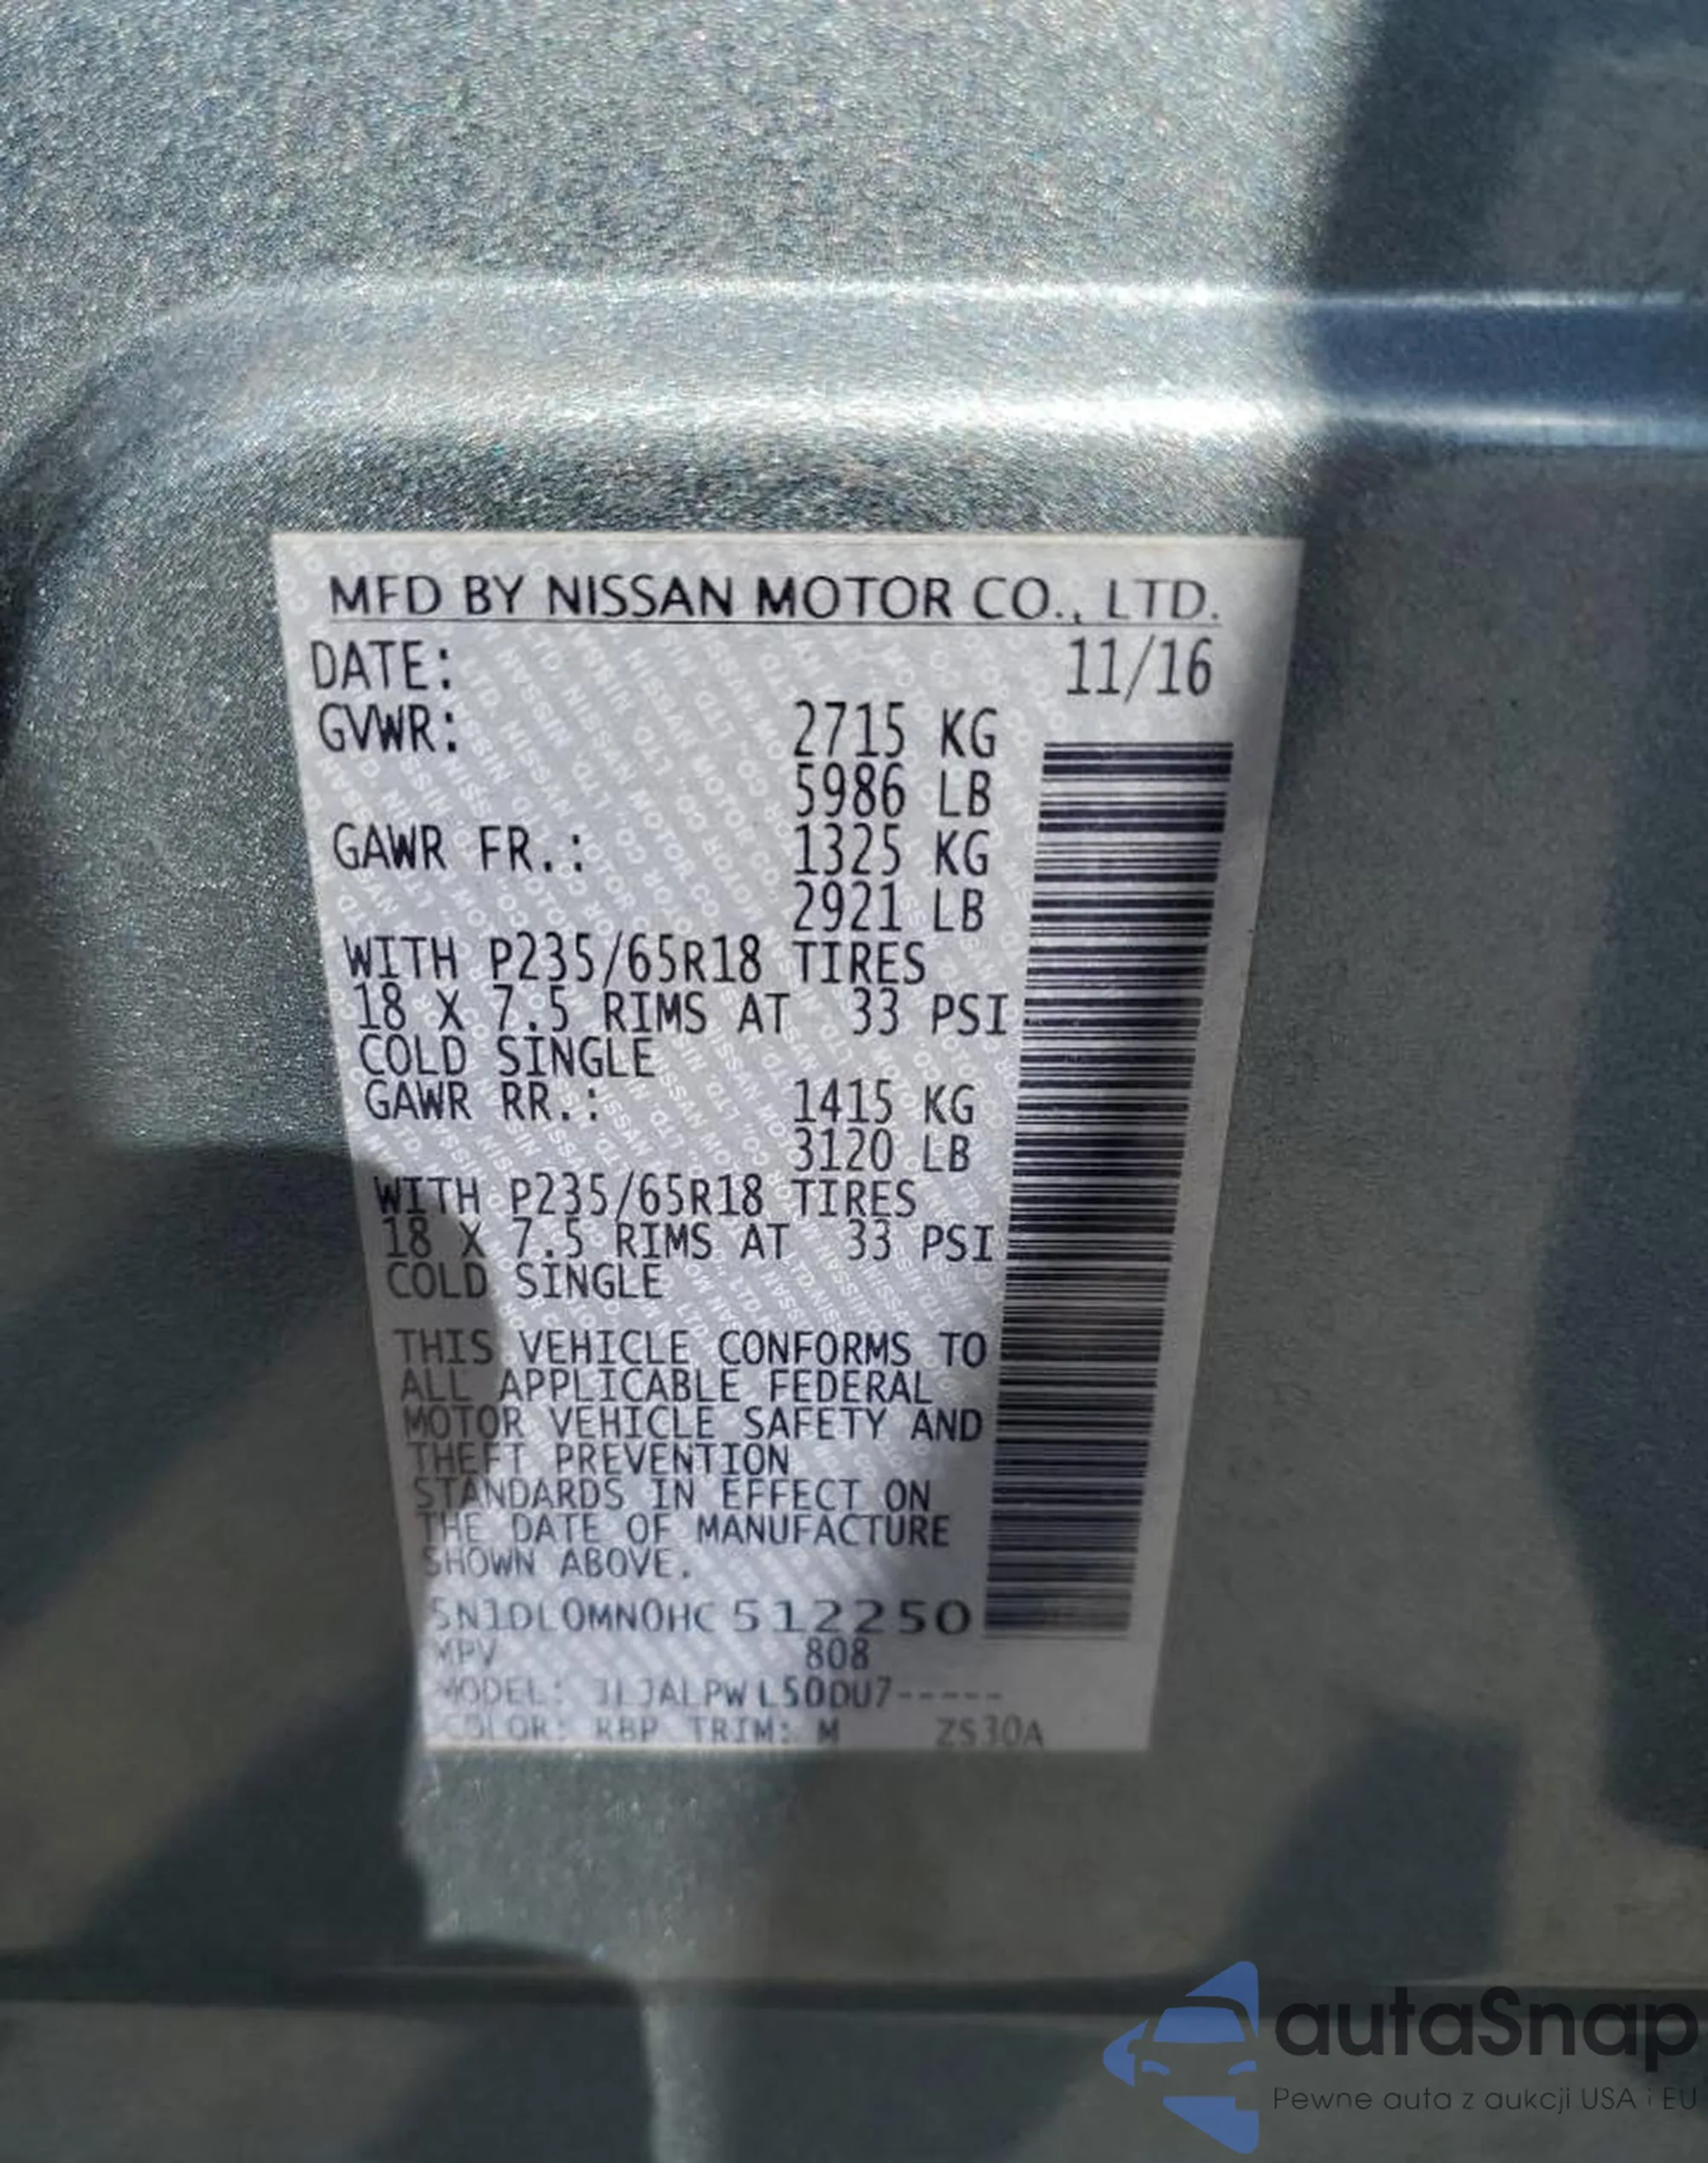 MFD BY NISSAN MOTOR CO., LTD.
DATE: 11/16
GVWR: 2715 KG
5986 LB
GAWR FR.: 1325 KG
2921 LB
WITH P235/65R18 TIRES
18 X 7.5 RIMS AT 33 PSI
COLD SINGLE
GAWR RR.: 1415 KG
3120 LB
WITH P235/65R18 TIRES
18 X 7.5 RIMS AT 33 PSI
COLD SINGLE
THIS VEHICLE CONFORMS TO
ALL APPLICABLE FEDERAL
MOTOR VEHICLE SAFETY AND
THEFT PREVENTION
STANDARDS IN EFFECT ON
THE DATE OF MANUFACTURE
SHOWN ABOVE.
5N1DL0MN0HC512250
MPV 808
MODEL:
COLOR: RBP TRIM: M ZS30A
autaSnap
Pewne auta z aukcji USA i EU